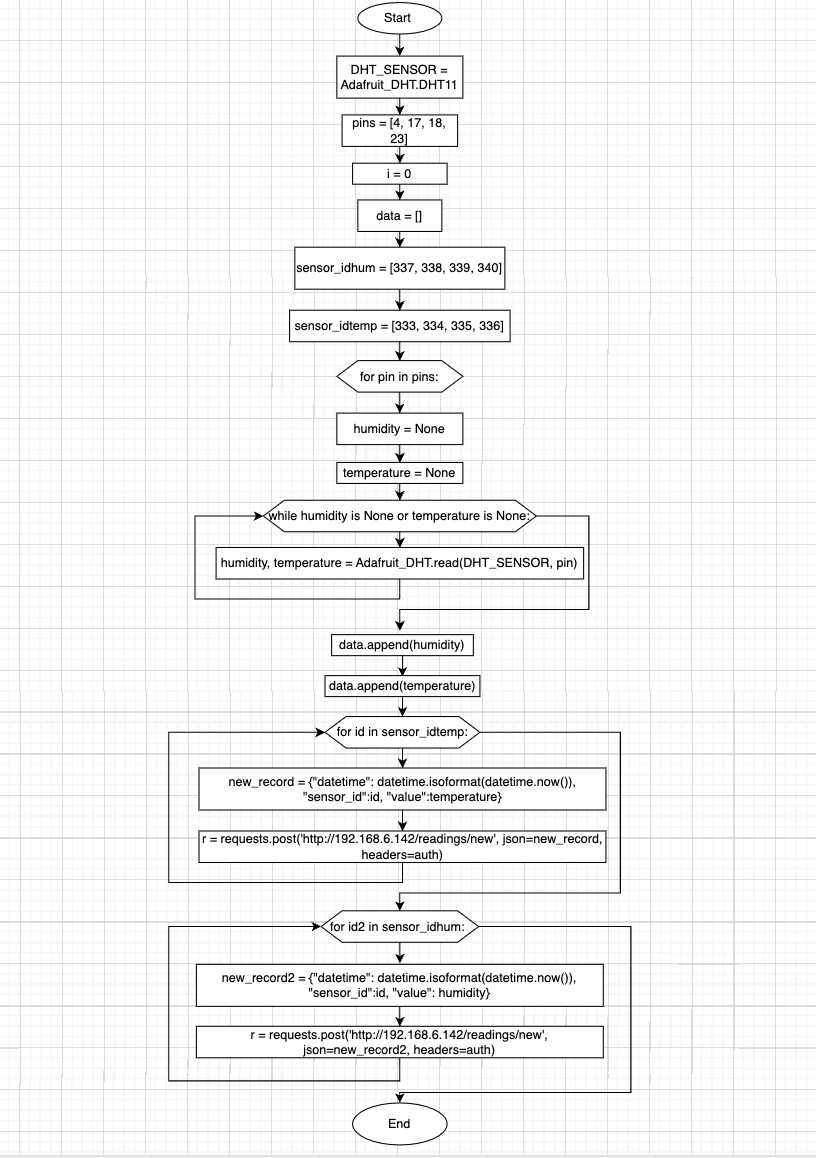 Start
DHT_SENSOR =
Adafruit_DHT.DHT11
pins = [4, 17, 18,
23]
i = 0
data = []
sensor_idhum = [337, 338, 339, 340]
sensor_idtemp = [333, 334, 335, 336]
for pin in pins:
humidity = None
temperature = None
while humidity is None or temperature is None:
humidity, temperature = Adafruit_DHT.read(DHT_SENSOR, pin)
data.append(humidity)
data.append(temperature)
for id in sensor_idtemp:
new_record = {"datetime": datetime.isoformat(datetime.now()),
"sensor_id":id, "value":temperature}
r = requests.post('http://192.168.6.142/readings/new', json=new_record,
headers=auth)
for id2 in sensor_idhum:
new_record2 = {"datetime": datetime.isoformat(datetime.now()),
"sensor_id":id, "value": humidity}
r = requests.post('http://192.168.6.142/readings/new',
json=new_record2, headers=auth)
End